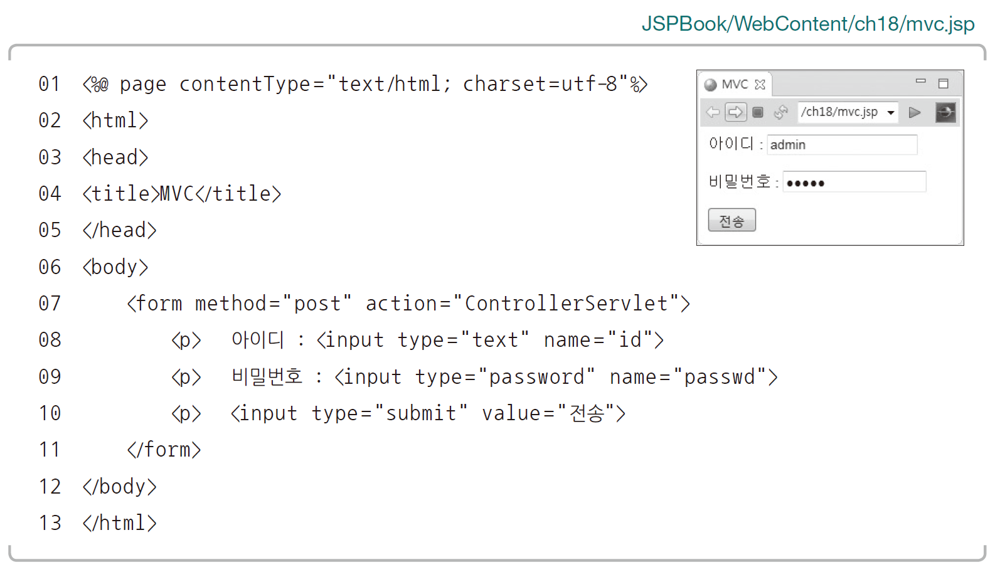 JSPBook/WebContent/ch18/mvc.jsp
01 <%@ page contentType="text/html; charset=utf-8"%>
02 <html>
03 <head>
04 <title>MVC</title>
05 </head>
06 <body>
07 <form method="post" action="ControllerServlet">
08 <p> 아이디 : <input type="text" name="id">
09 <p> 비밀번호 : <input type="password" name="passwd">
10 <p> <input type="submit" value="전송">
11 </form>
12 </body>
13 </html>
MVC
/ch18/mvc.jsp
아이디 : admin
비밀번호 : •••••
전송